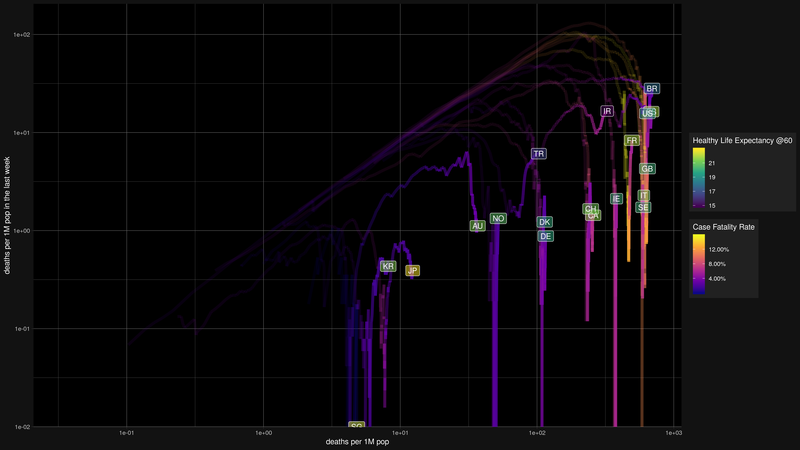 1e+02
1e+01
1e+00
1e-01
1e-02
deaths per 1M pop in the last week
BR
US
IR
FR
TR
GB
IT
SE
IE
CH
CA
NO
DK
DE
AU
KR
JP
SG
1e-01
1e+00
1e+01
1e+02
1e+03
deaths per 1M pop
Healthy Life Expectancy @60
21
19
17
15
Case Fatality Rate
12.00%
8.00%
4.00%